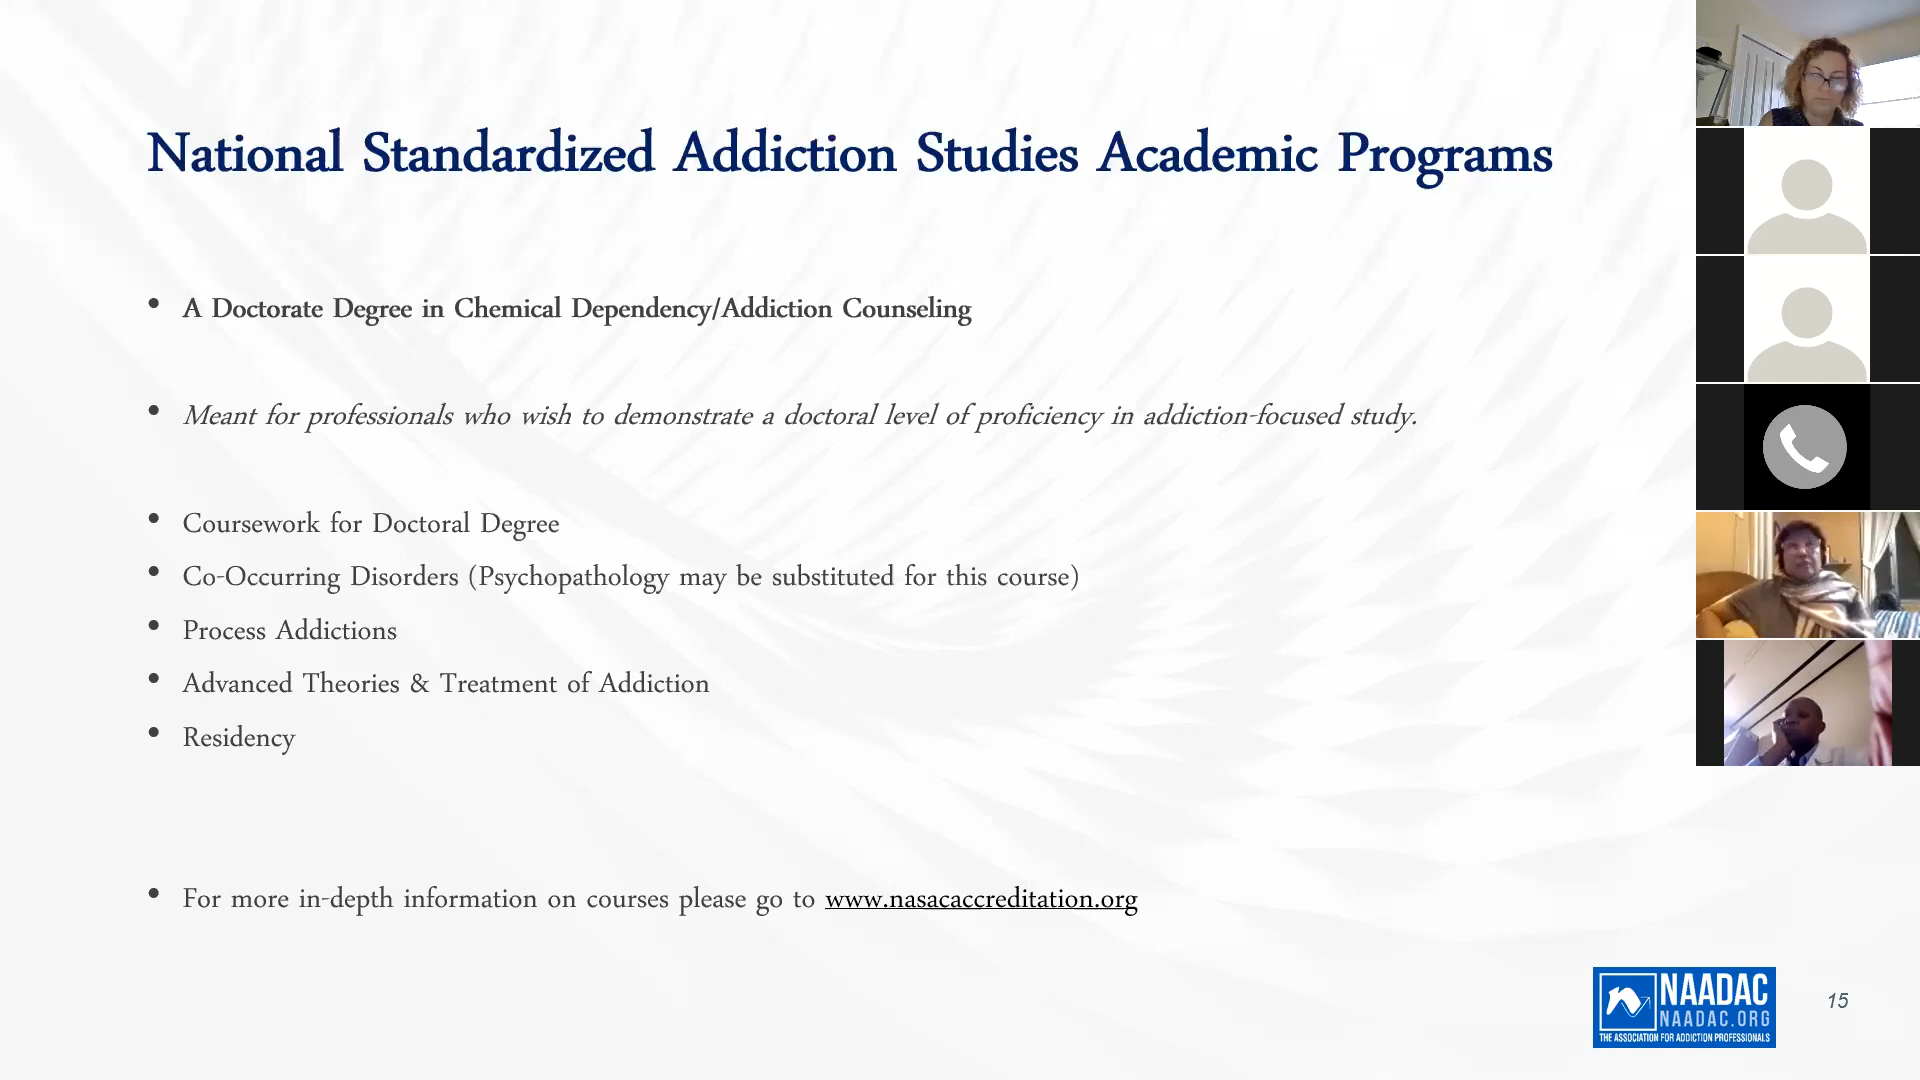 National Standardized Addiction Studies Academic Programs
• A Doctorate Degree in Chemical Dependency/Addiction Counseling
• Meant for professionals who wish to demonstrate a doctoral level of proficiency in addiction-focused study.
• Coursework for Doctoral Degree
• Co-Occurring Disorders (Psychopathology may be substituted for this course)
• Process Addictions
• Advanced Theories & Treatment of Addiction
• Residency
• For more in-depth information on courses please go to www.nasacaccreditation.org
NAADAC
NAADAC.ORG
THE ASSOCIATION FOR ADDICTION PROFESSIONALS
15